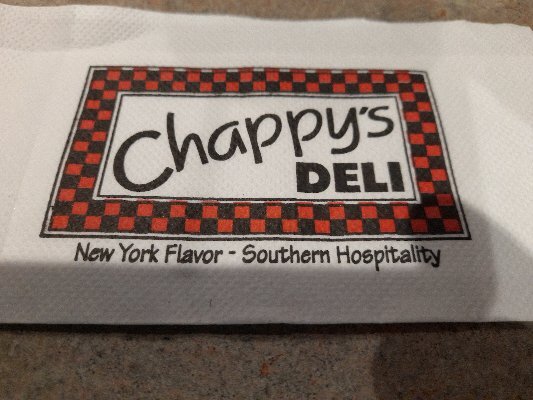 Chappy's
DELI
New York Flavor - Southern Hospitality